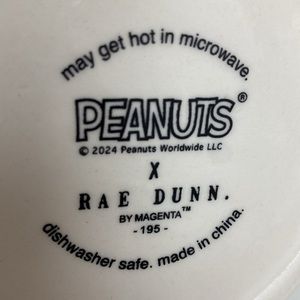 may get hot in microwave.
PEANUTS®
© 2024 Peanuts Worldwide LLC
X
RAE DUNN.
BY MAGENTA™
- 195 -
dishwasher safe. made in china.